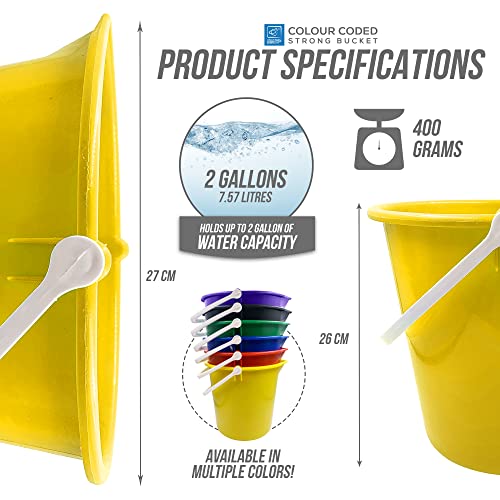 COLOUR CODED
STRONG BUCKET
PRODUCT SPECIFICATIONS
2 GALLONS
7.57 LITRES
HOLDS UP TO 2 GALLON OF
WATER CAPACITY
400
GRAMS
27 CM
26 CM
AVAILABLE IN
MULTIPLE COLORS!